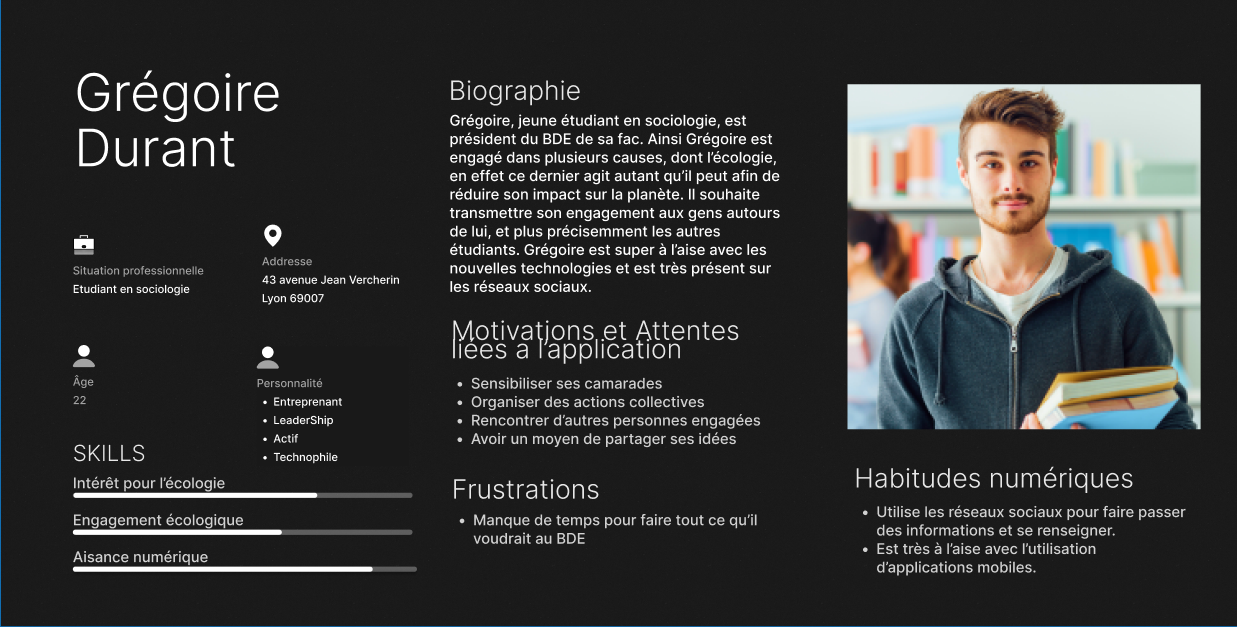 Grégoire
Durant
Situation professionnelle
Etudiant en sociologie
Addresse
43 avenue Jean Vercherin
Lyon 69007
Âge
22
Personnalité
• Entreprenant
• LeaderShip
• Actif
• Technophile
SKILLS
Intérêt pour l’écologie
Engagement écologique
Aisance numérique
Biographie
Grégoire, jeune étudiant en sociologie, est
président du BDE de sa fac. Ainsi Grégoire est
engagé dans plusieurs causes, dont l’écologie,
en effet ce dernier agit autant qu’il peut afin de
réduire son impact sur la planète. Il souhaite
transmettre son engagement aux gens autours
de lui, et plus précisemment les autres
étudiants. Grégoire est super à l’aise avec les
nouvelles technologies et est très présent sur
les réseaux sociaux.
Motivations et Attentes
liées à l’application
• Sensibiliser ses camarades
• Organiser des actions collectives
• Rencontrer d’autres personnes engagées
• Avoir un moyen de partager ses idées
Frustrations
• Manque de temps pour faire tout ce qu’il
voudrait au BDE
Habitudes numériques
• Utilise les réseaux sociaux pour faire passer
des informations et se renseigner.
• Est très à l’aise avec l’utilisation
d’applications mobiles.